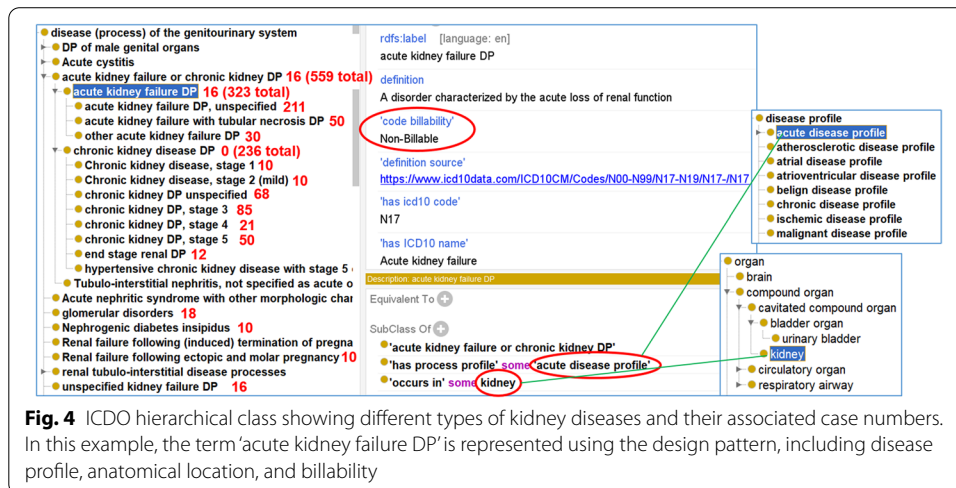 disease (process) of the genitourinary system
DP of male genital organs
Acute cystitis
acute kidney failure or chronic kidney DP 16 (559 total)
acute kidney failure DP 16 (323 total)
acute kidney failure DP, unspecified 211
acute kidney failure with tubular necrosis DP 50
other acute kidney failure DP 30
chronic kidney disease DP 0 (236 total)
Chronic kidney disease, stage 1 10
Chronic kidney disease, stage 2 (mild) 10
chronic kidney DP unspecified 68
chronic kidney DP, stage 3 85
chronic kidney DP, stage 4 21
chronic kidney DP, stage 5 50
end stage renal DP 12
hypertensive chronic kidney disease with stage 5
Tubulo-interstitial nephritis, not specified as acute o
Acute nephritic syndrome with other morphologic char
glomerular disorders 18
Nephrogenic diabetes insipidus 10
Renal failure following (induced) termination of pregna
Renal failure following ectopic and molar pregnancy 10
renal tubulo-interstitial disease processes
unspecified kidney failure DP 16
rdfs:label [language: en]
acute kidney failure DP
definition
A disorder characterized by the acute loss of renal function
'code billability'
Non-Billable
'definition source'
https://www.icd10data.com/ICD10CM/Codes/N00-N99/N17-N19/N17-/N17
'has icd10 code'
N17
'has ICD10 name'
Acute kidney failure
Description: acute kidney failure DP
Equivalent To
SubClass Of
'acute kidney failure or chronic kidney DP'
'has process profile' some 'acute disease profile'
'occurs in' some kidney
disease profile
acute disease profile
atherosclerotic disease profile
atrial disease profile
atrioventricular disease profile
belign disease profile
chronic disease profile
ischemic disease profile
malignant disease profile
organ
brain
compound organ
cavitated compound organ
bladder organ
urinary bladder
kidney
circulatory organ
respiratory airway
Fig. 4 ICDO hierarchical class showing different types of kidney diseases and their associated case numbers.
In this example, the term 'acute kidney failure DP' is represented using the design pattern, including disease
profile, anatomical location, and billability